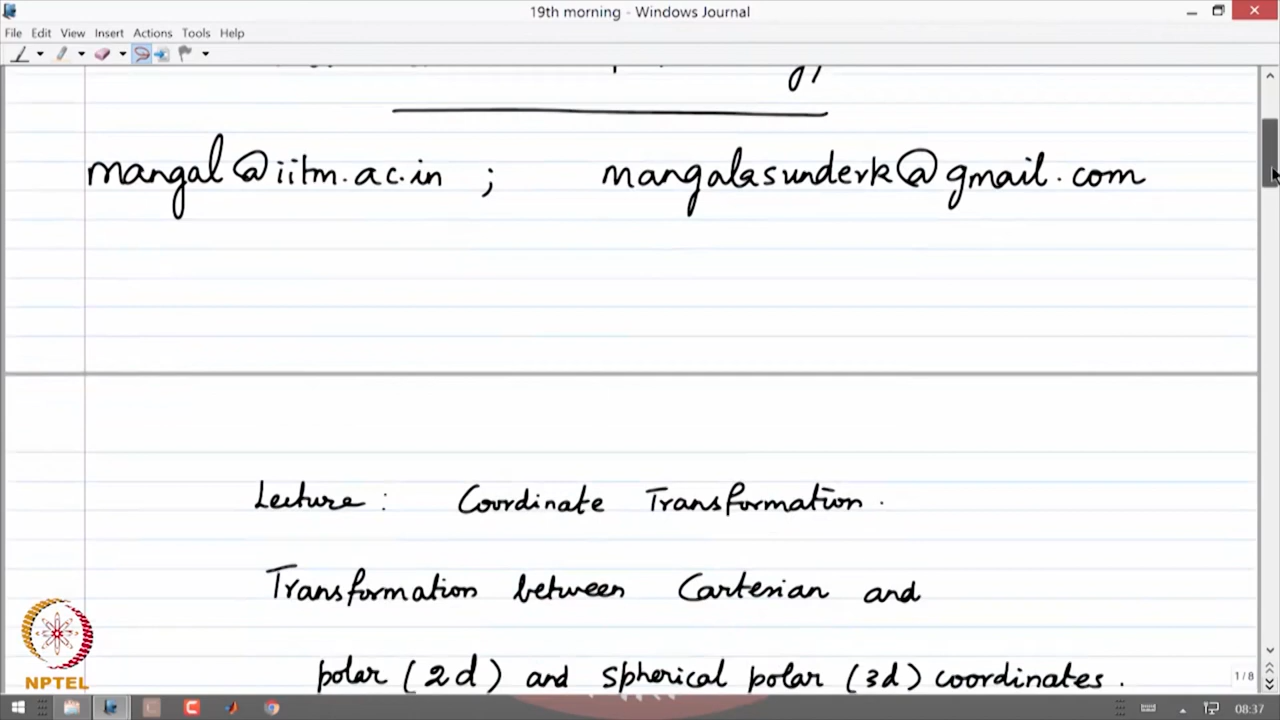 19th morning - Windows Journal
File Edit View Insert Actions Tools Help
mangal@iitm.ac.in ; mangalasunderk@gmail.com
Lecture : Coordinate Transformation.
Transformation between Cartesian and
polar (2d) and spherical polar (3d) coordinates.
NPTEL
1/8
08:37